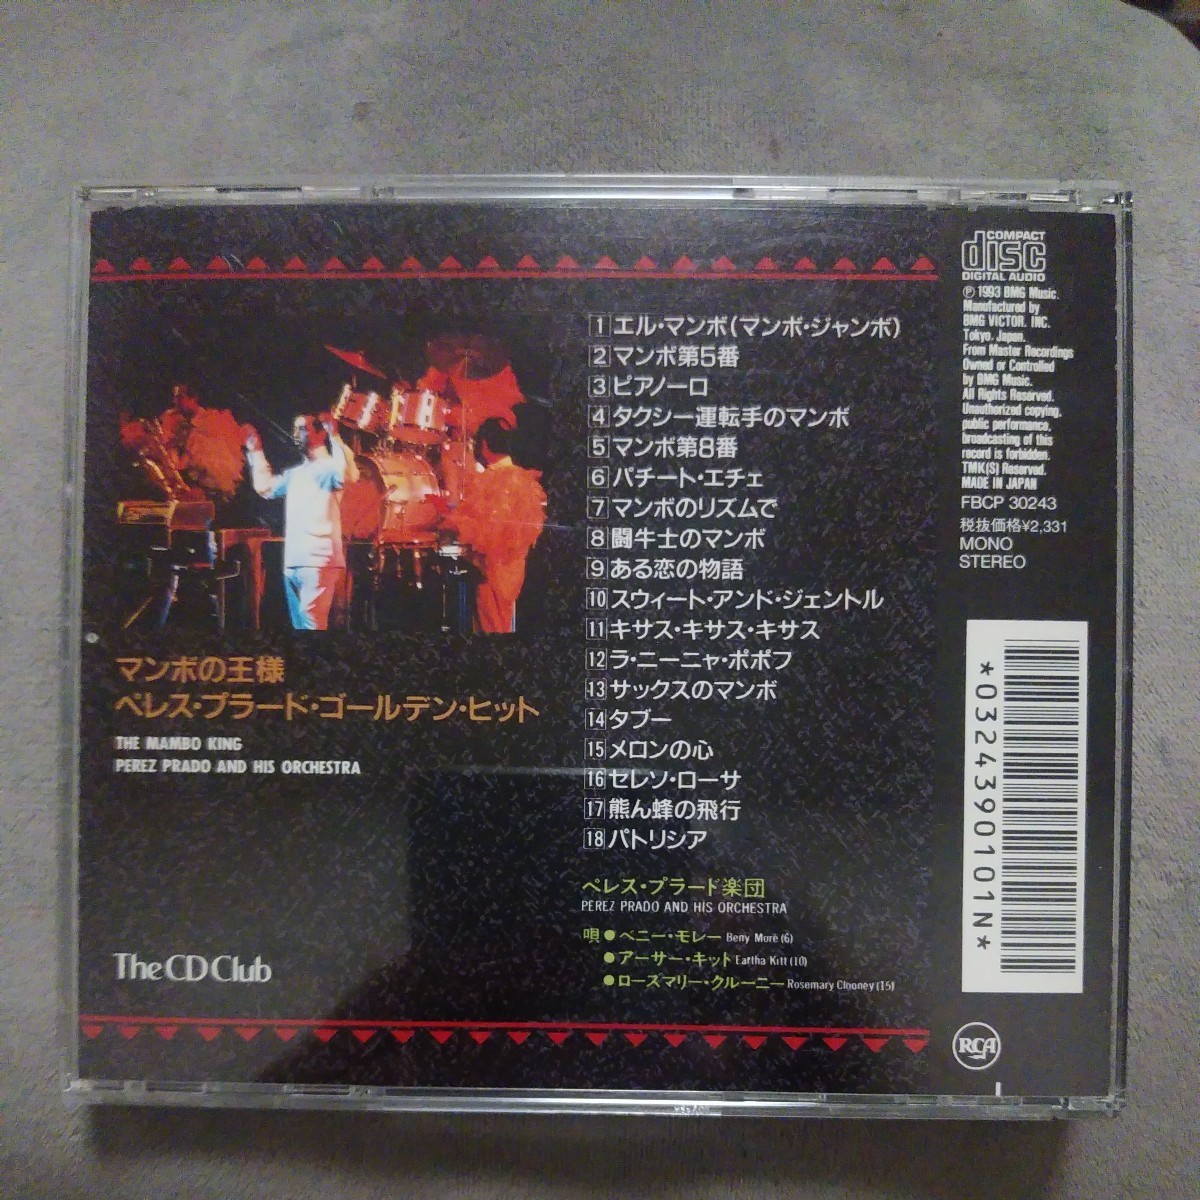 1 エル・マンボ(マンボ・ジャンボ)
2 マンボ第5番
3 ピアノーロ
4 タクシー運転手のマンボ
5 マンボ第8番
6 パチート・エチェ
7 マンボのリズムで
8 闘牛士のマンボ
9 ある恋の物語
10 スウィート・アンド・ジェントル
11 キサス・キサス・キサス
12 ラ・ニーニャ・ポポフ
13 サックスのマンボ
14 タブー
15 メロンの心
16 セレソ・ローサ
17 熊ん蜂の飛行
18 パトリシア
ペレス・プラード楽団
PEREZ PRADO AND HIS ORCHESTRA
唄●ベニー・モレー Beny Moré (6)
●アーサー・キット Eartha Kitt (10)
●ローズマリー・クルーニー Rosemary Clooney (15)
マンボの王様
ペレス・プラード・ゴールデン・ヒット
THE MAMBO KING
PEREZ PRADO AND HIS ORCHESTRA
The CD Club
COMPACT
disc
DIGITAL AUDIO
Ⓟ 1993 BMG Music.
Manufactured by
BMG VICTOR. INC.
Tokyo. Japan.
From Master Recordings
Owned or Controlled
by BMG Music.
All Rights Reserved.
Unauthorized copying.
public performance.
broadcasting of this
record is forbidden.
TMK(S) Reserved.
MADE IN JAPAN
FBCP 30243
税抜価格¥2,331
MONO
STEREO
*0324390101N*
RCA